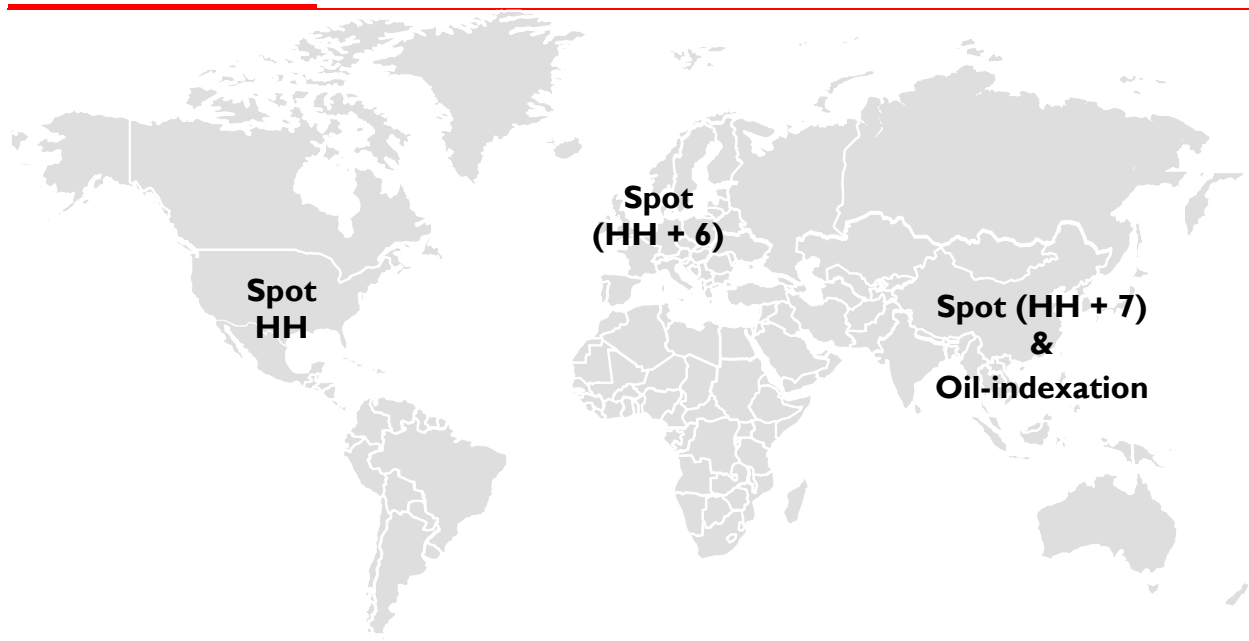 Spot
(HH + 6)
Spot
HH
Spot (HH + 7)
&
Oil-indexation